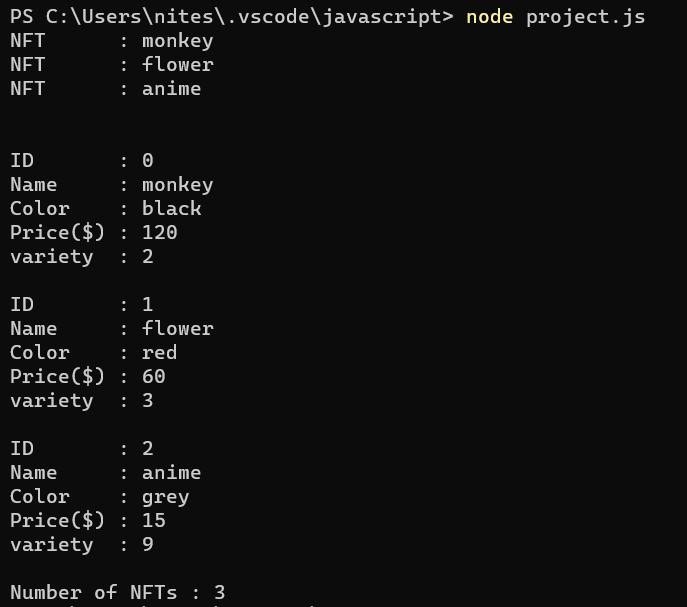 PS C:\Users\nites\.vscode\javascript> node project.js
NFT      : monkey
NFT      : flower
NFT      : anime
ID       : 0
Name     : monkey
Color    : black
Price($) : 120
variety  : 2
ID       : 1
Name     : flower
Color    : red
Price($) : 60
variety  : 3
ID       : 2
Name     : anime
Color    : grey
Price($) : 15
variety  : 9
Number of NFTs : 3